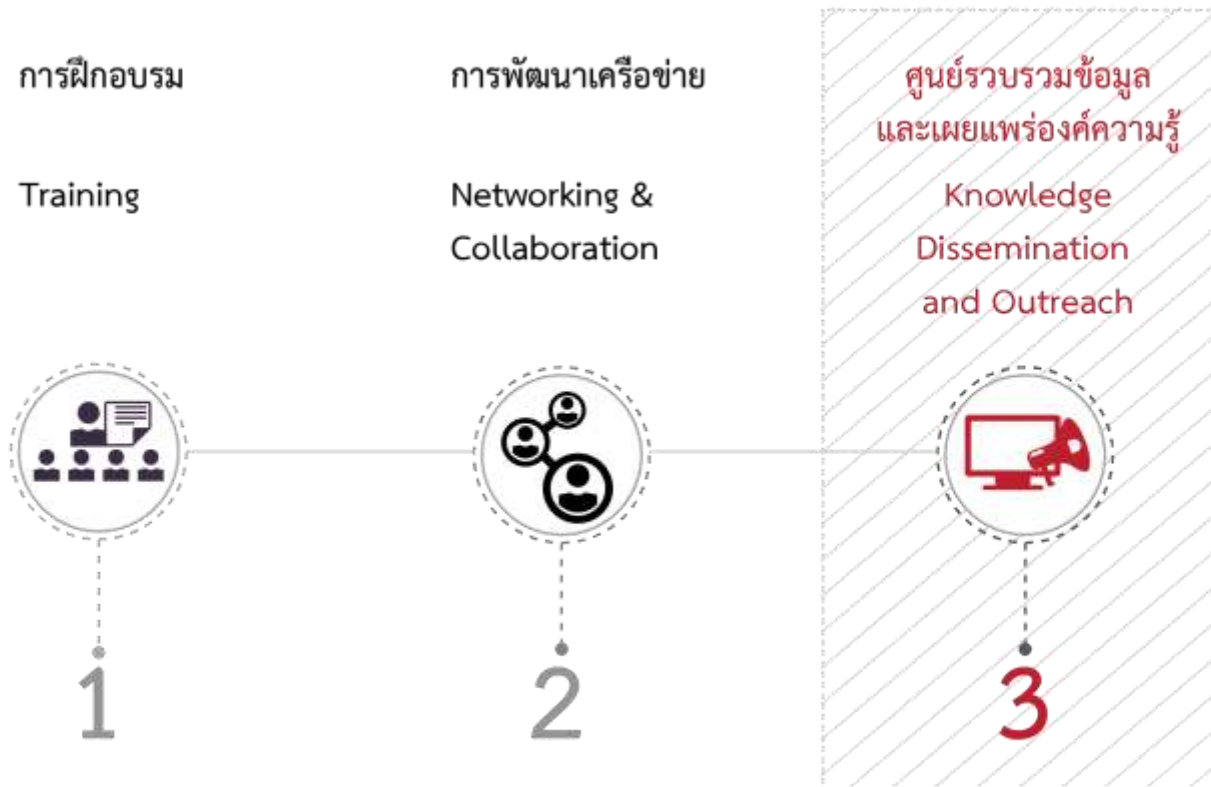 การฝึกอบรม
Training
1
การพัฒนาเครือข่าย
Networking &
Collaboration
2
ศูนย์รวบรวมข้อมูล
และเผยแพร่องค์ความรู้
Knowledge
Dissemination
and Outreach
3